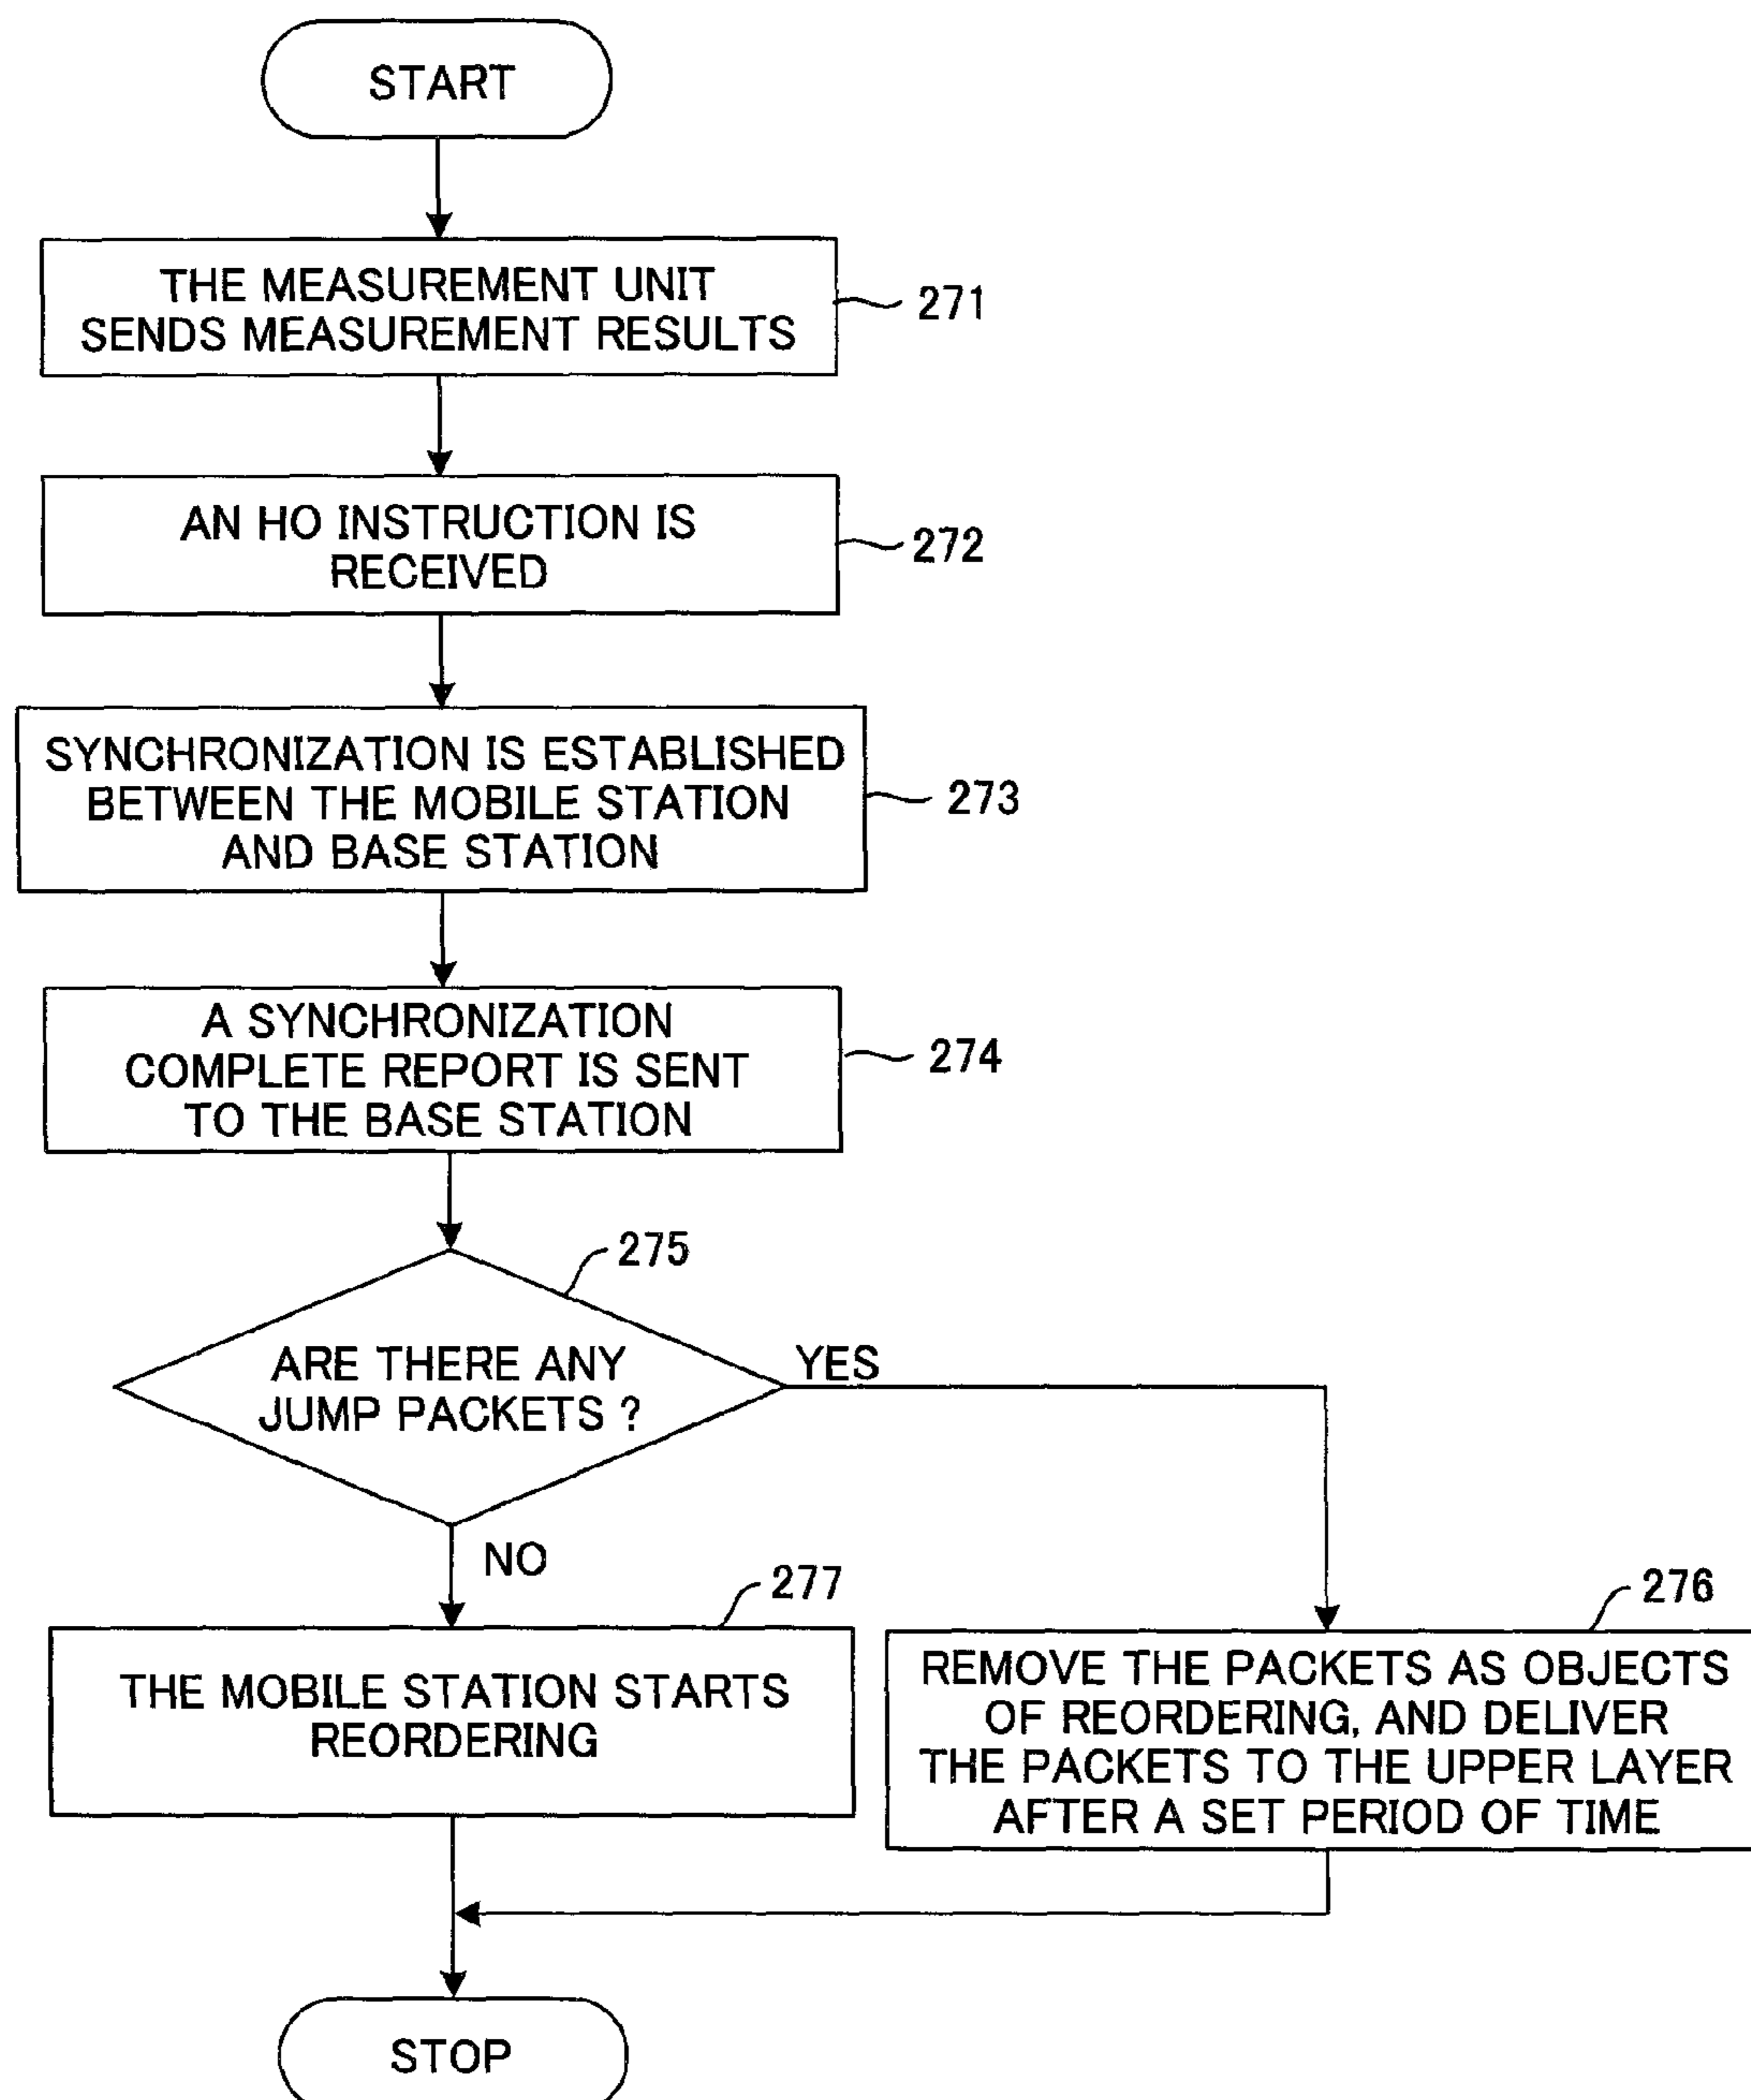 START
THE MEASUREMENT UNIT
SENDS MEASUREMENT RESULTS
271
AN HO INSTRUCTION IS
RECEIVED
272
SYNCHRONIZATION IS ESTABLISHED
BETWEEN THE MOBILE STATION
AND BASE STATION
273
A SYNCHRONIZATION
COMPLETE REPORT IS SENT
TO THE BASE STATION
274
275
ARE THERE ANY
JUMP PACKETS ?
YES
NO
277
THE MOBILE STATION STARTS
REORDERING
276
REMOVE THE PACKETS AS OBJECTS
OF REORDERING, AND DELIVER
THE PACKETS TO THE UPPER LAYER
AFTER A SET PERIOD OF TIME
STOP